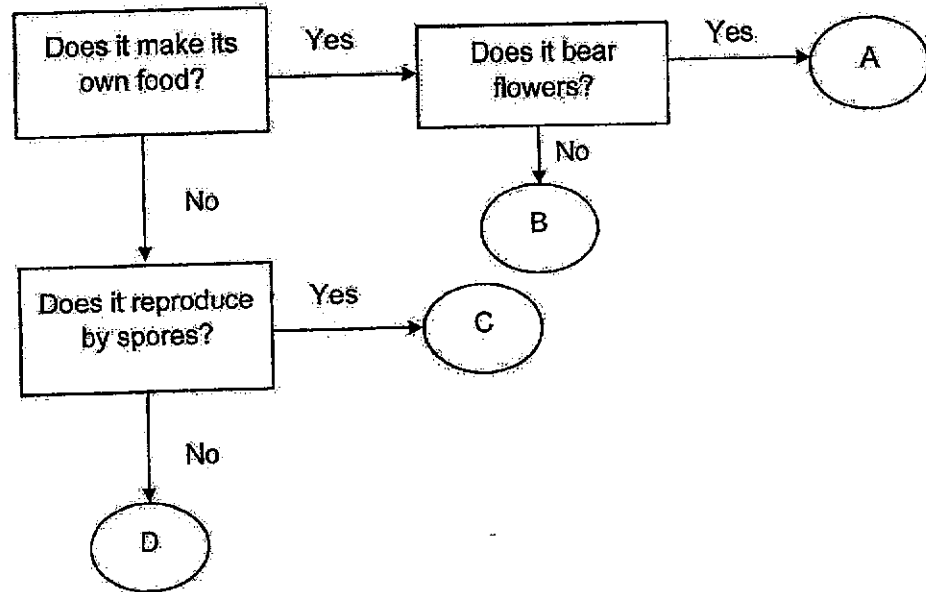 Does it make its
own food?
Yes
Does it bear
flowers?
Yes
A
No
B
No
Does it reproduce
by spores?
Yes
C
No
D